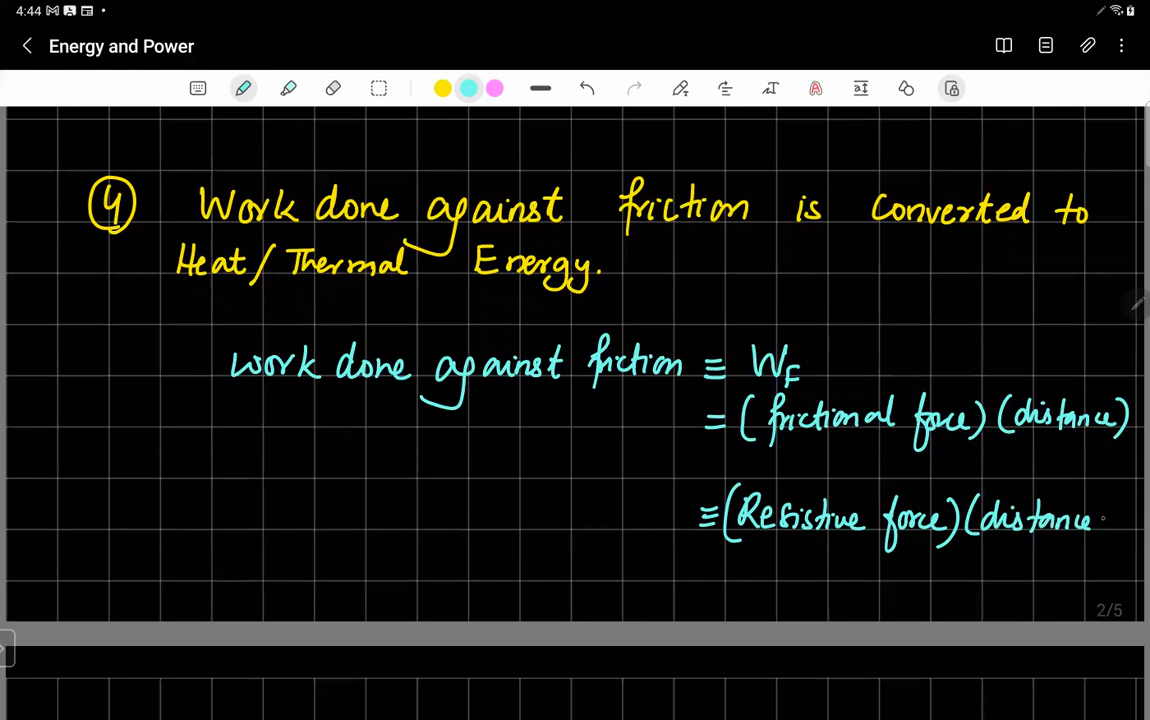 4:44
Energy and Power
④ Work done against friction is converted to
Heat/Thermal Energy.
work done against friction ≡ WF
= (frictional force) (distance)
≡ (Resistive force) (distance
2/5